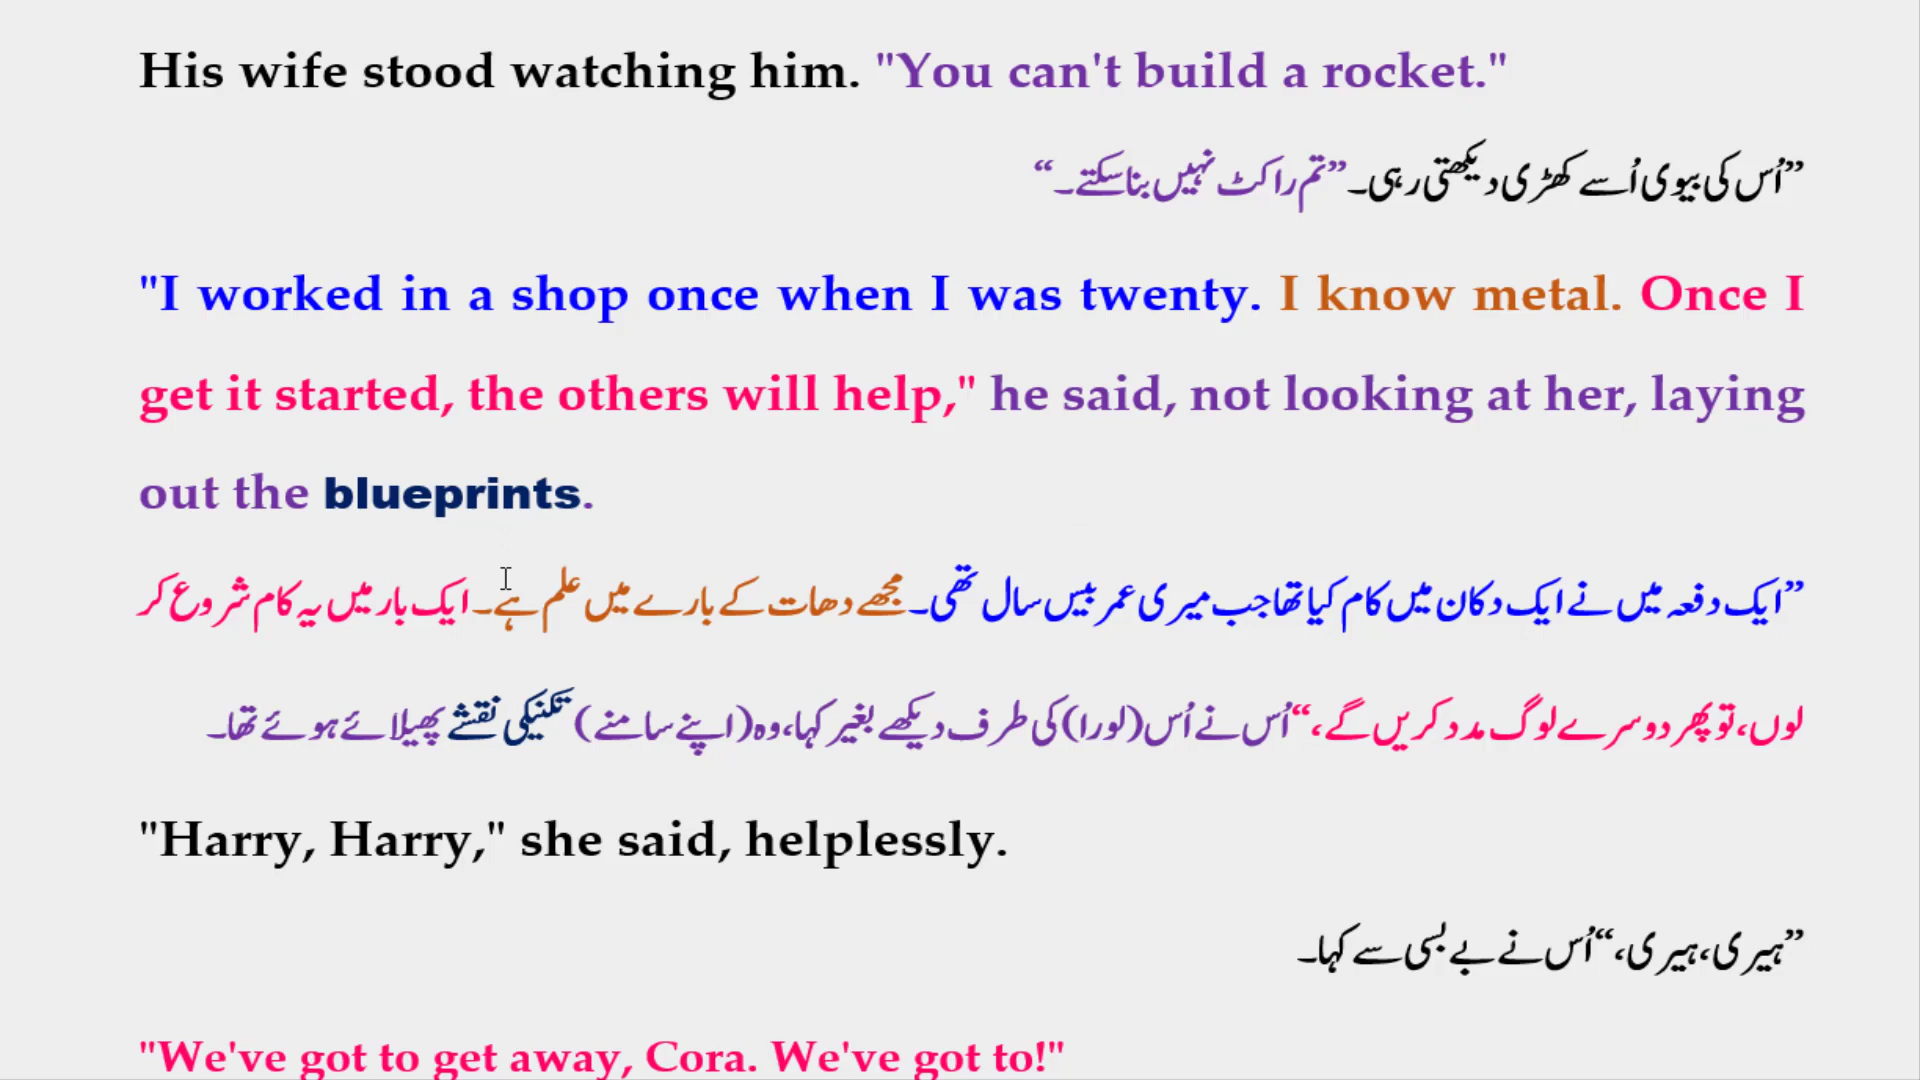 His wife stood watching him. "You can't build a rocket."
”اُس کی بیوی اُسے کھڑی دیکھتی رہی۔ ”تم راکٹ نہیں بنا سکتے۔“
"I worked in a shop once when I was twenty. I know metal. Once I
get it started, the others will help," he said, not looking at her, laying
out the blueprints.
”ایک دفعہ میں نے ایک دکان میں کام کیا تھا جب میری عمر بیس سال تھی۔ مجھے دھات کے بارے میں علم ہے۔ ایک بار میں یہ کام شروع کر
لوں، تو پھر دوسرے لوگ مدد کریں گے،“ اُس نے اُس (لورا) کی طرف دیکھے بغیر کہا، وہ (اپنے سامنے) تکنیکی نقشے پھیلائے ہوئے تھا۔
"Harry, Harry," she said, helplessly.
”ہیری، ہیری،“ اُس نے بے بسی سے کہا۔
"We've got to get away, Cora. We've got to!"